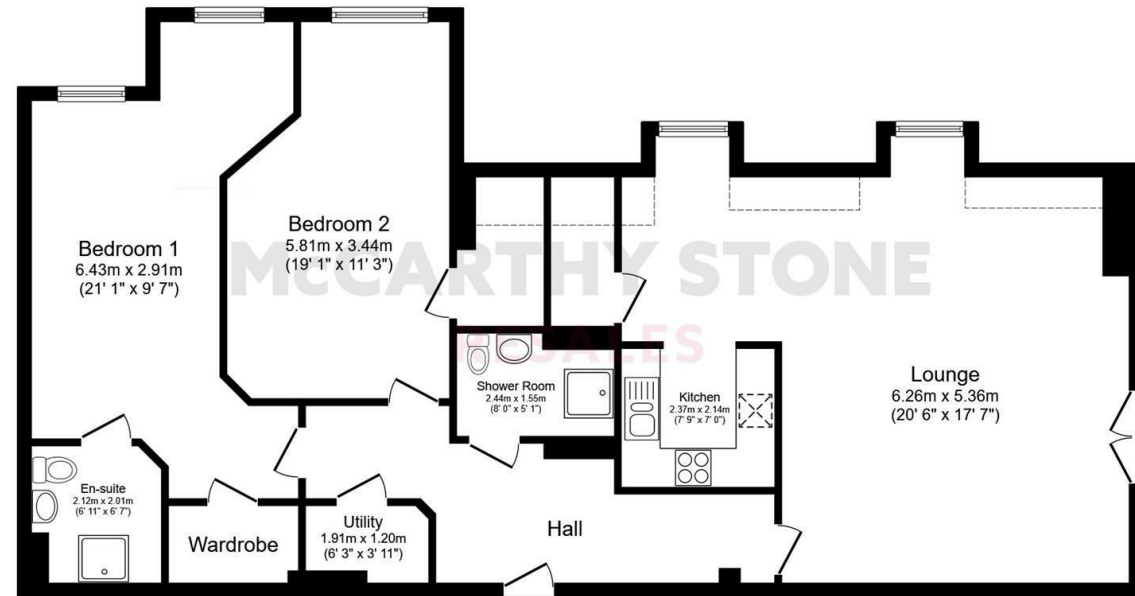 Bedroom 1
6.43m x 2.91m
(21' 1" x 9' 7")
Bedroom 2
5.81m x 3.44m
(19' 1" x 11' 3")
McCARTHY STONE
RESALES
Shower Room
2.44m x 1.55m
(8' 0" x 5' 1")
Kitchen
2.37m x 2.14m
(7' 9" x 7' 0")
Lounge
6.26m x 5.36m
(20' 6" x 17' 7")
En-suite
2.12m x 2.01m
(6' 11" x 6' 7")
Wardrobe
Utility
1.91m x 1.20m
(6' 3" x 3' 11")
Hall